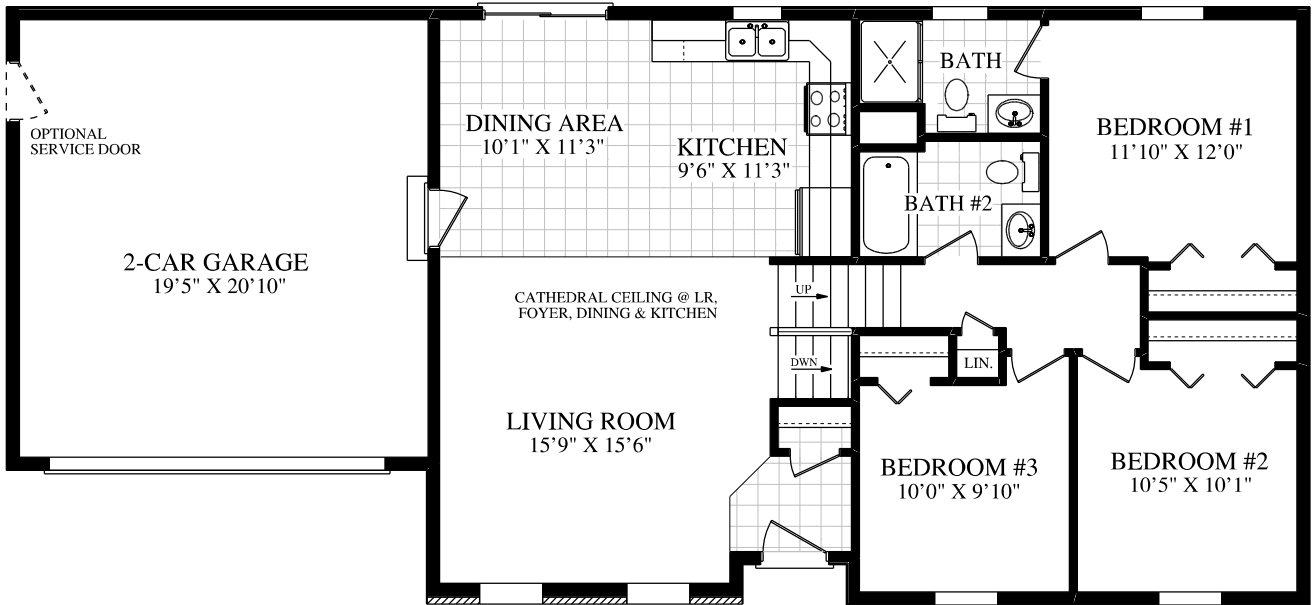 OPTIONAL
SERVICE DOOR
2-CAR GARAGE
19'5" X 20'10"
DINING AREA
10'1" X 11'3"
KITCHEN
9'6" X 11'3"
BATH
BATH #2
BEDROOM #1
11'10" X 12'0"
CATHEDRAL CEILING @ LR,
FOYER, DINING & KITCHEN
UP
DWN
LIN.
LIVING ROOM
15'9" X 15'6"
BEDROOM #3
10'0" X 9'10"
BEDROOM #2
10'5" X 10'1"